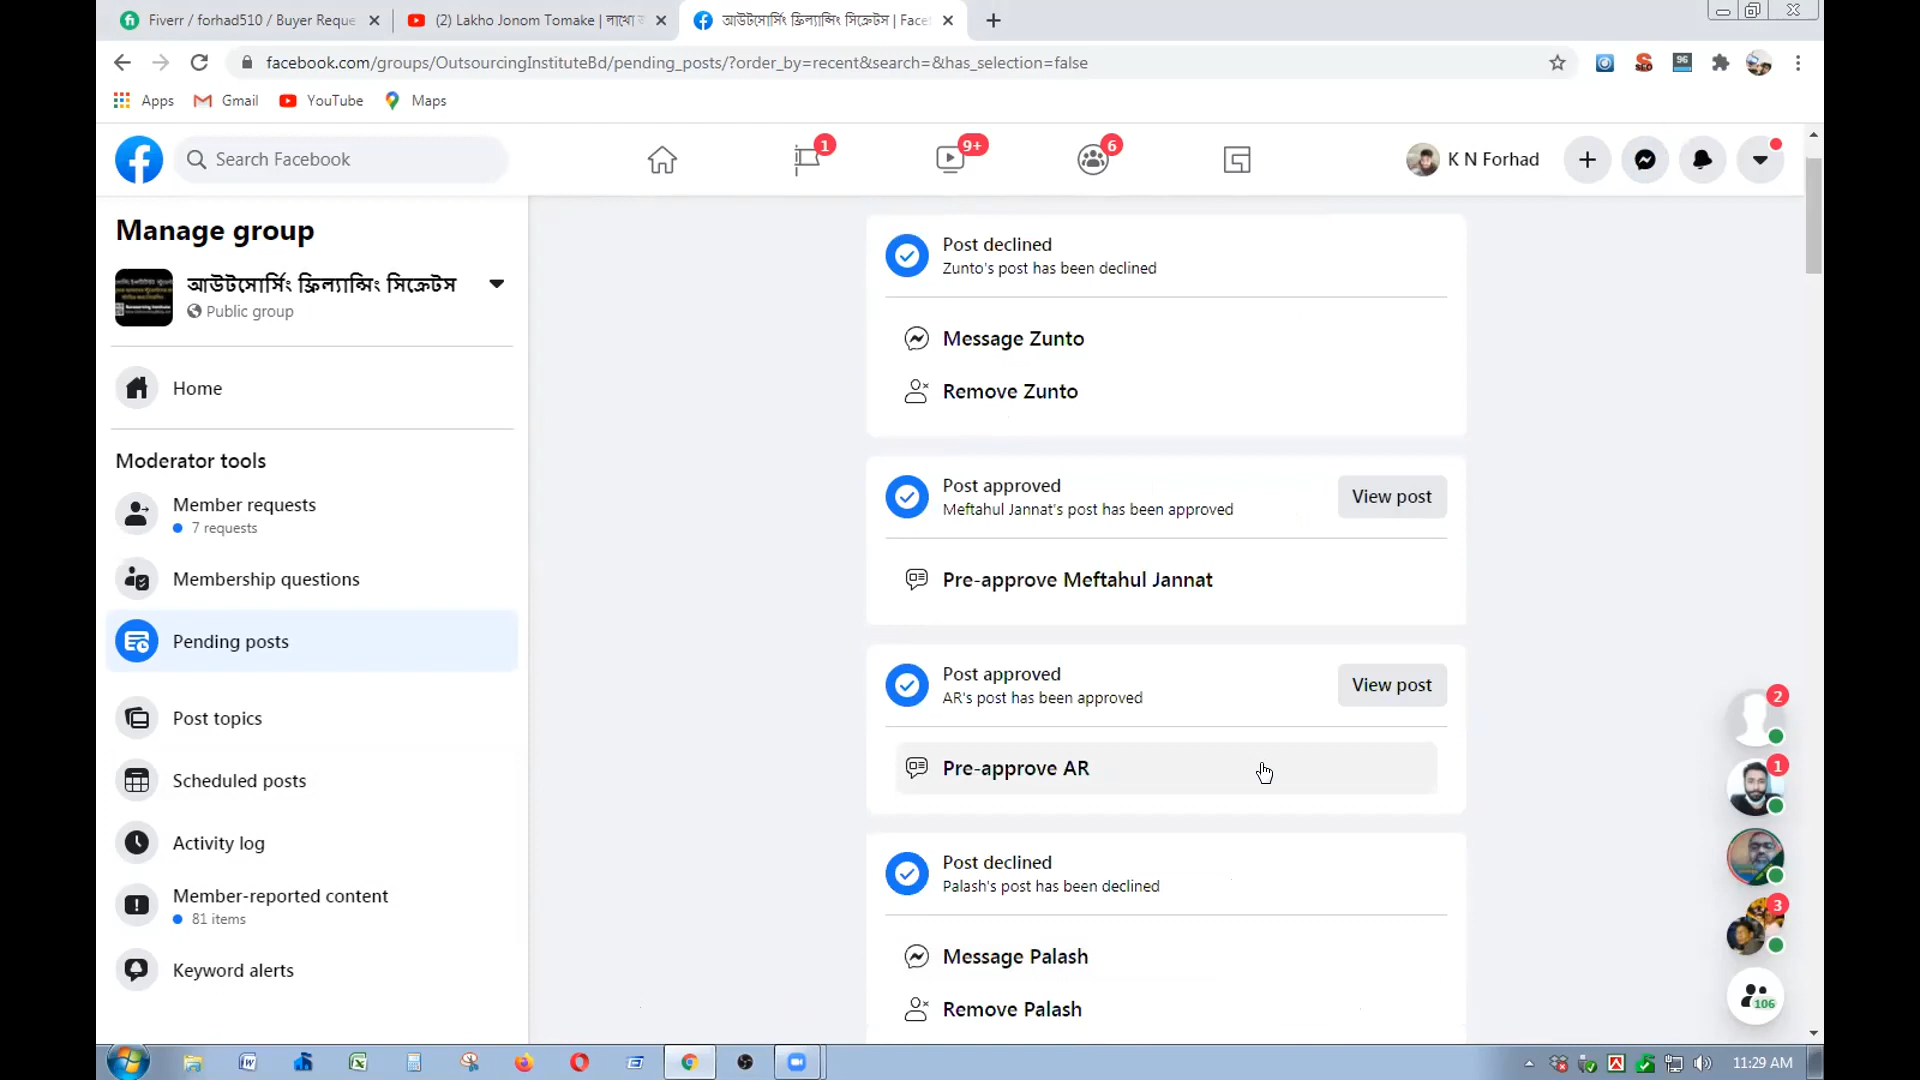 Fiverr / forhad510 / Buyer Reque
(2) Lakho Jonom Tomake | লাখো
আউটসোর্সিং ফ্রিল্যান্সিং সিক্রেটস | Face
facebook.com/groups/OutsourcingInstituteBd/pending_posts/?order_by=recent&search=&has_selection=false
96
Apps
Gmail
YouTube
Maps
Search Facebook
1
9+
6
K N Forhad
Manage group
আউটসোর্সিং ফ্রিল্যান্সিং সিক্রেটস
Public group
Home
Moderator tools
Member requests
7 requests
Membership questions
Pending posts
Post topics
Scheduled posts
Activity log
Member-reported content
81 items
Keyword alerts
Post declined
Zunto's post has been declined
Message Zunto
Remove Zunto
Post approved
Meftahul Jannat's post has been approved
View post
Pre-approve Meftahul Jannat
Post approved
AR's post has been approved
View post
Pre-approve AR
Post declined
Palash's post has been declined
Message Palash
Remove Palash
2
1
3
106
11:29 AM